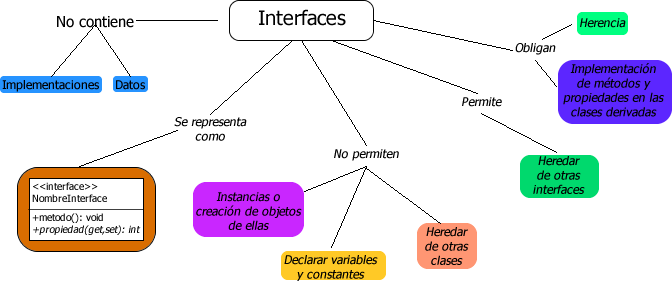 Interfaces
No contiene
Implementaciones
Datos
Se representa
como
<<interface>>
NombreInterface
+metodo(): void
+propiedad(get,set): int
No permiten
Instancias o
creación de objetos
de ellas
Declarar variables
y constantes
Heredar
de otras
clases
Permite
Heredar
de otras
interfaces
Obligan
Herencia
Implementación
de métodos y
propiedades en las
clases derivadas